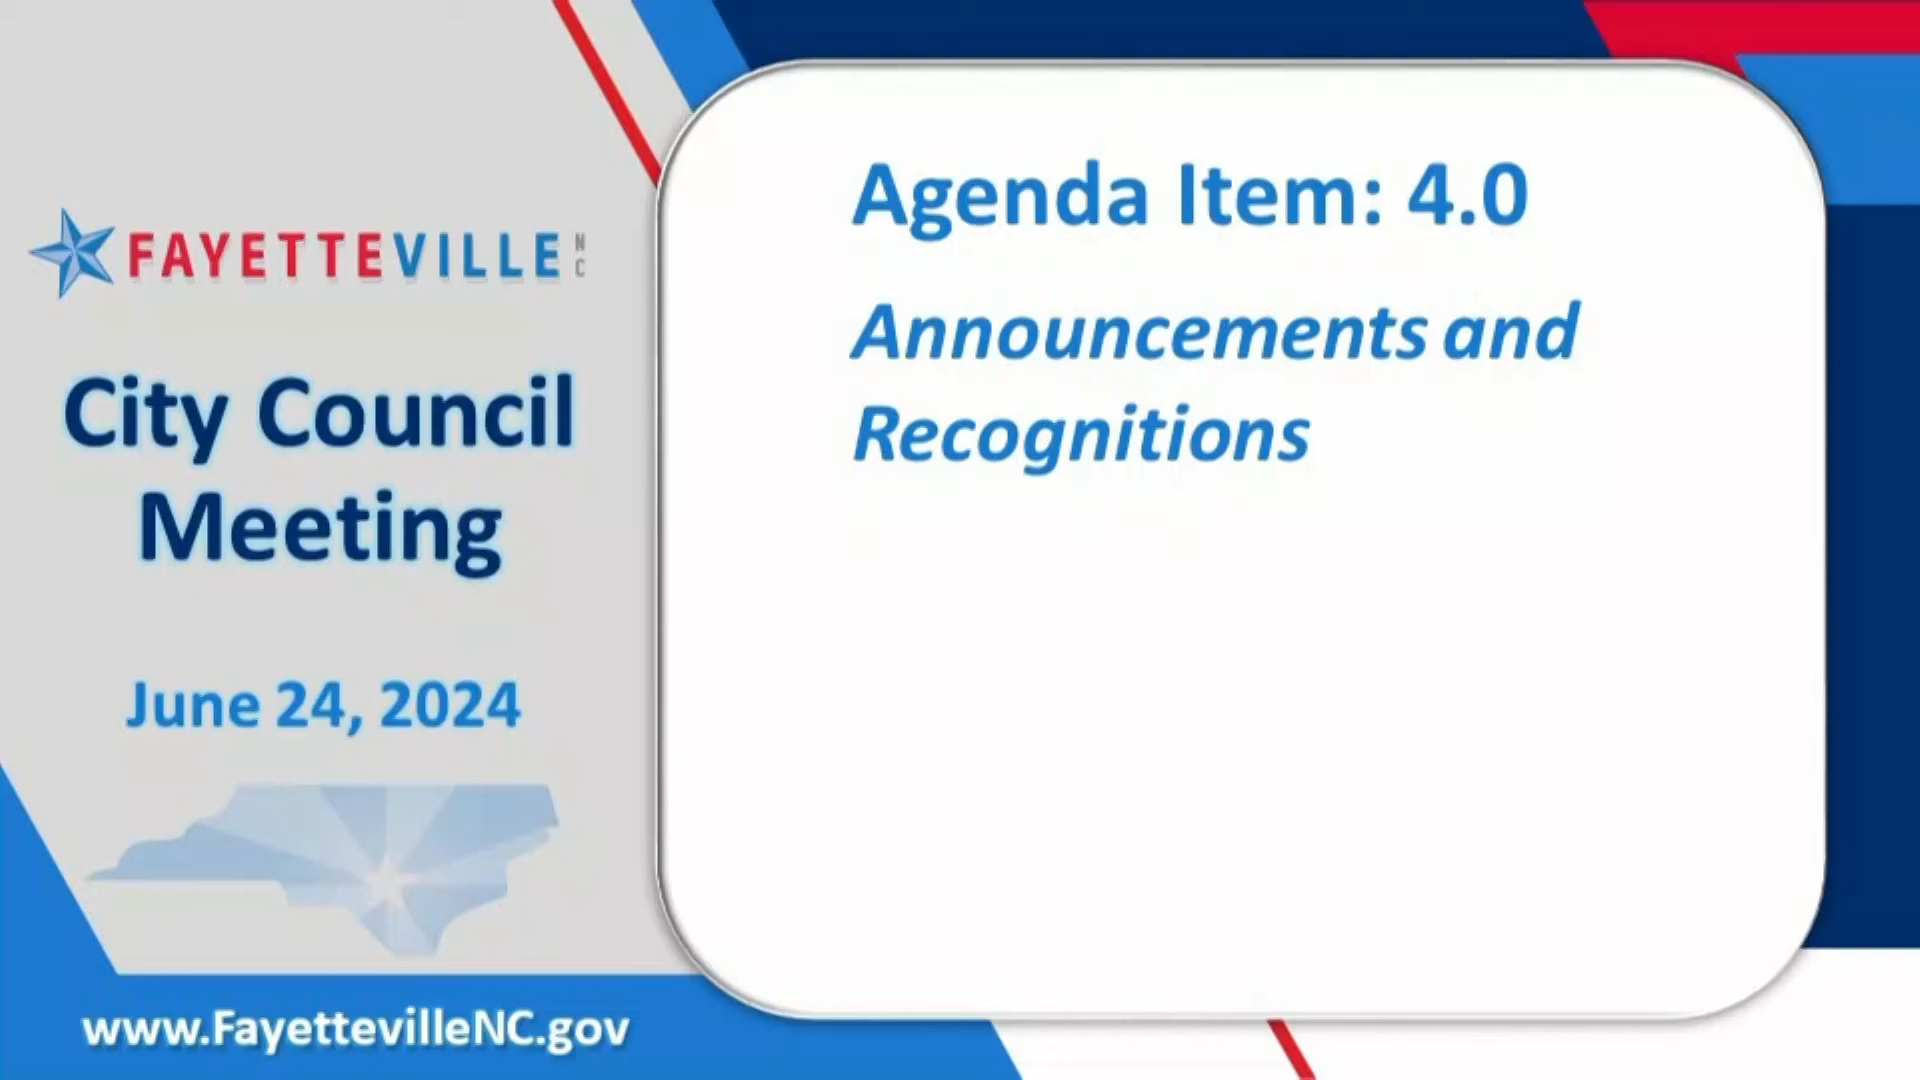 FAYETTEVILLE NC
City Council
Meeting
June 24, 2024
www.FayettevilleNC.gov
Agenda Item: 4.0
Announcements and
Recognitions